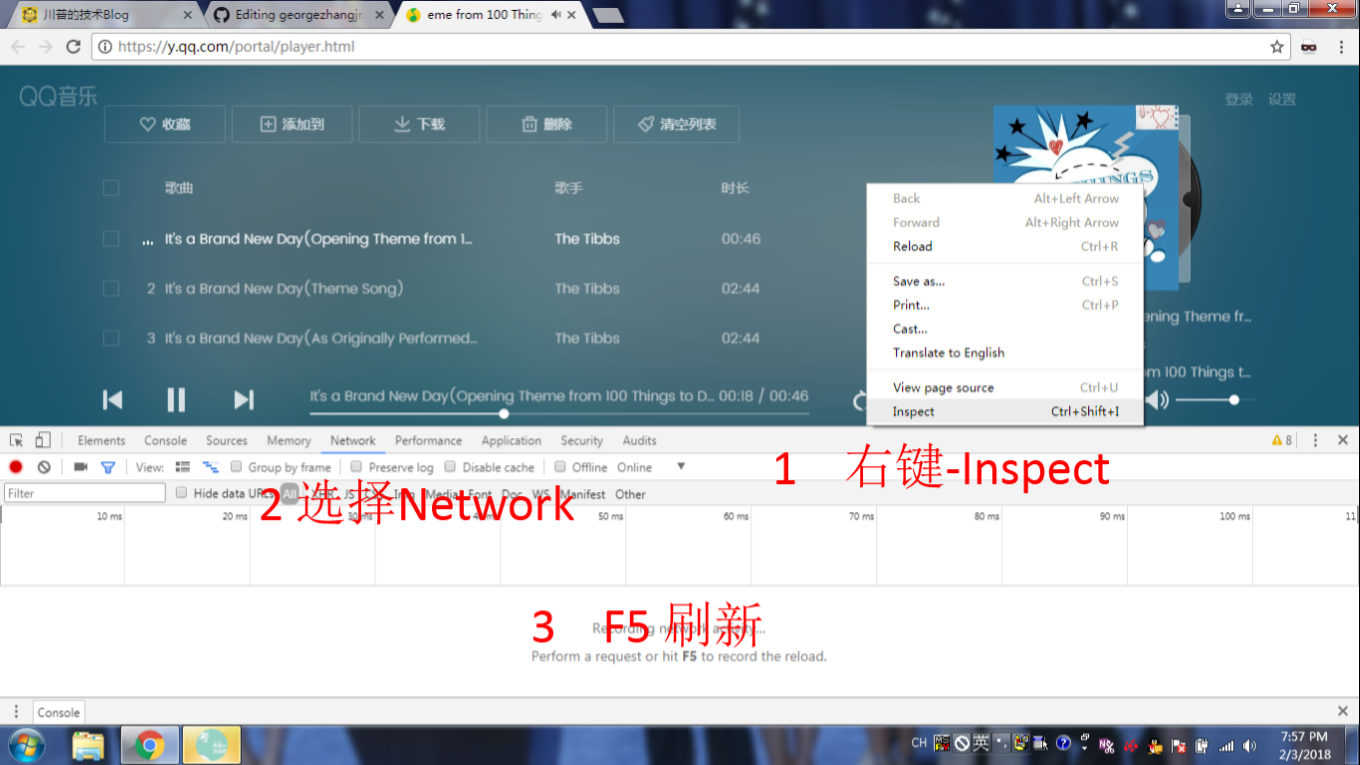 川普的技术Blog
Editing georgezhangjr.
eme from 100 Thing
https://y.qq.com/portal/player.html
QQ音乐
登录 设置
收藏 添加到 下载 删除 清空列表
歌曲 歌手 时长
... It's a Brand New Day(Opening Theme from 1... The Tibbs 00:46
2 It's a Brand New Day(Theme Song) The Tibbs 02:44
3 It's a Brand New Day(As Originally Performed... The Tibbs 02:44
It's a Brand New Day(Opening Theme from 100 Things to D... 00:18 / 00:46
Back Alt+Left Arrow
Forward Alt+Right Arrow
Reload Ctrl+R
Save as... Ctrl+S
Print... Ctrl+P
Cast...
Translate to English
View page source Ctrl+U
Inspect Ctrl+Shift+I
ening Theme fr...
m 100 Things t...
Elements Console Sources Memory Network Performance Application Security Audits 8
View: Group by frame Preserve log Disable cache Offline Online
1 右键-Inspect
Filter Hide data URLs All XHR JS CSS Img Media Font Doc WS Manifest Other
2 选择Network
10 ms 20 ms 30 ms 40 ms 50 ms 60 ms 70 ms 80 ms 90 ms 100 ms 11
3 F5 刷新
Recording network activity...
Perform a request or hit F5 to record the reload.
Console
CH 英
7:57 PM
2/3/2018